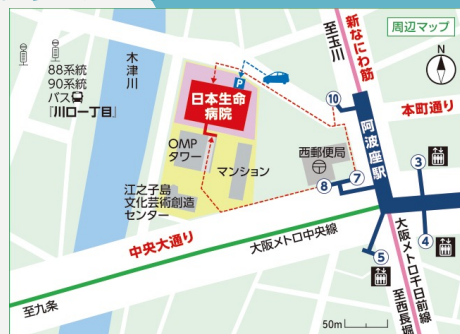 周辺マップ
N
新なにわ筋
至玉川
88系統
90系統
バス
『川口一丁目』
木津川
P
日本生命
病院
10
本町通り
阿波座駅
OMP
タワー
マンション
西郵便局
〒
3
8
7
江之子島
文化芸術創造
センター
中央大通り
大阪メトロ中央線
4
5
至九条
大阪メトロ千日前線
至西長堀
50m